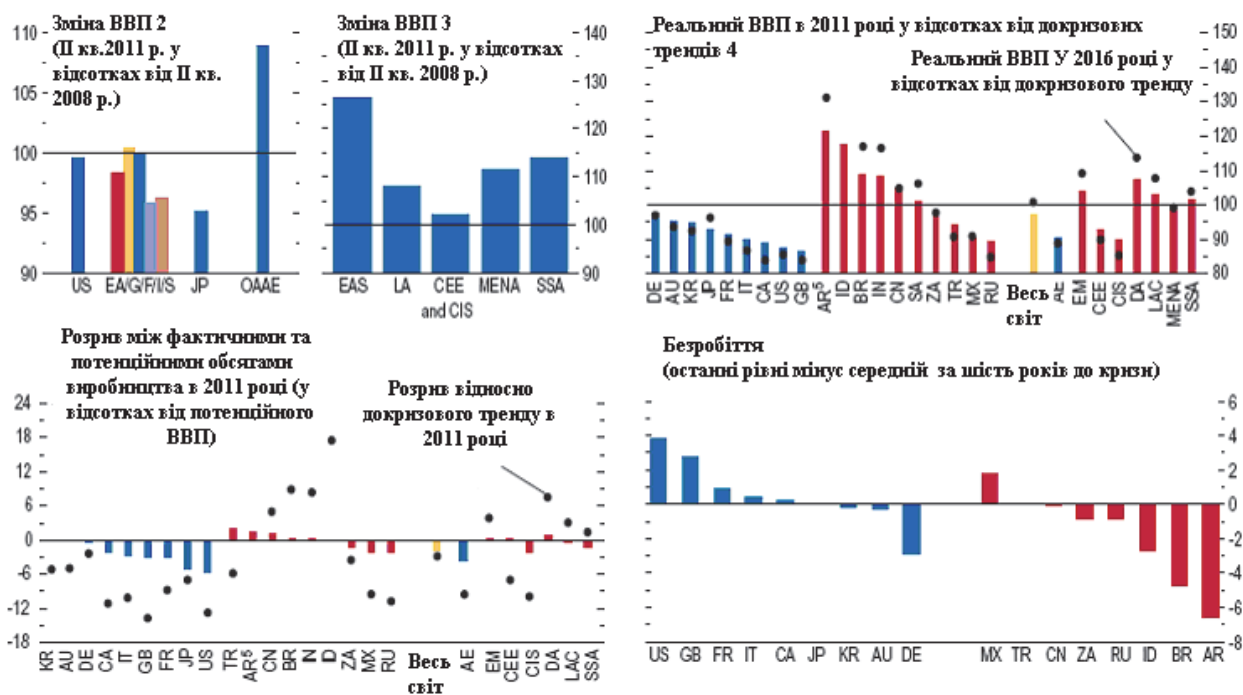 Зміна ВВП 2
(II кв.2011 р. у
відсотках від II кв.
2008 р.)
110
105
100
95
90
US EA/G/F/I/S JP OAAE
Зміна ВВП 3
(II кв. 2011 р. у відсотках
від II кв. 2008 р.)
140
130
125
120
115
110
100
100
90
EAS LA CEE MENA SSA
and CIS
Реальний ВВП в 2011 році у відсотках від докризових
трендів 4
Реальний ВВП У 2016 році у
відсотках від докризового тренду
150
140
130
120
110
100
90
80
DE AU KR JP FR IT CA US GB AR5 ID BR IN CN SA ZA TR MX RU Весь світ AE EM CEE CIS DA LAC MENA SSA
Розрив між фактичними та
потенційними обсягами
виробництва в 2011 році (у
відсотках від потенційного
ВВП)
Розрив відносно
докризового тренду в
2011 році
24
18
12
6
0
-6
-12
-18
KR AU DE CA IT GB FR JP US TR AR5 CN BR IN ID ZA MX RU Весь світ AE EM CEE CIS DA LAC SSA
Безробіття
(останні рівні мінус середній за шість років до кризи)
6
4
2
0
-2
-4
-6
-8
US GB FR IT CA JP KR AU DE MX TR CN ZA RU ID BR AR